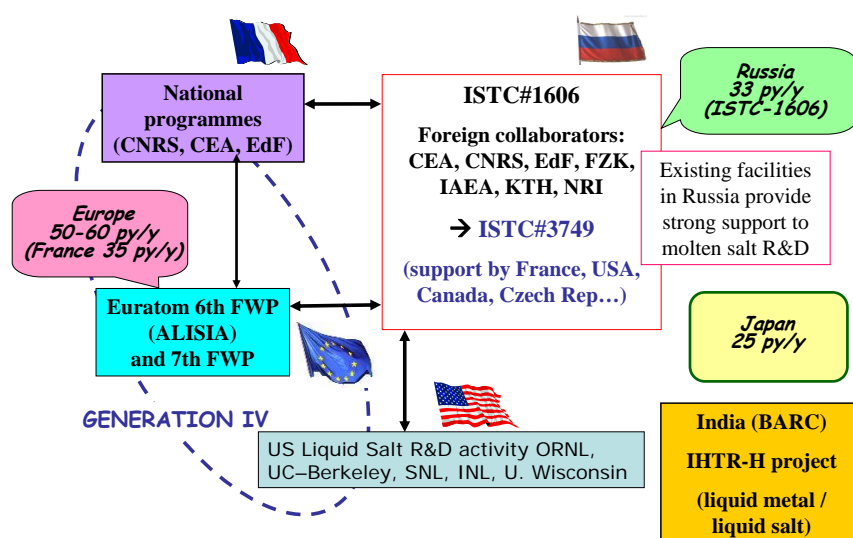 National
programmes
(CNRS, CEA, EdF)
ISTC#1606
Foreign collaborators:
CEA, CNRS, EdF, FZK,
IAEA, KTH, NRI
→ ISTC#3749
(support by France, USA,
Canada, Czech Rep…)
Russia
33 py/y
(ISTC-1606)
Existing facilities
in Russia provide
strong support to
molten salt R&D
Europe
50-60 py/y
(France 35 py/y)
Euratom 6th FWP
(ALISIA)
and 7th FWP
Japan
25 py/y
GENERATION IV
US Liquid Salt R&D activity ORNL,
UC–Berkeley, SNL, INL, U. Wisconsin
India (BARC)
IHTR-H project
(liquid metal /
liquid salt)